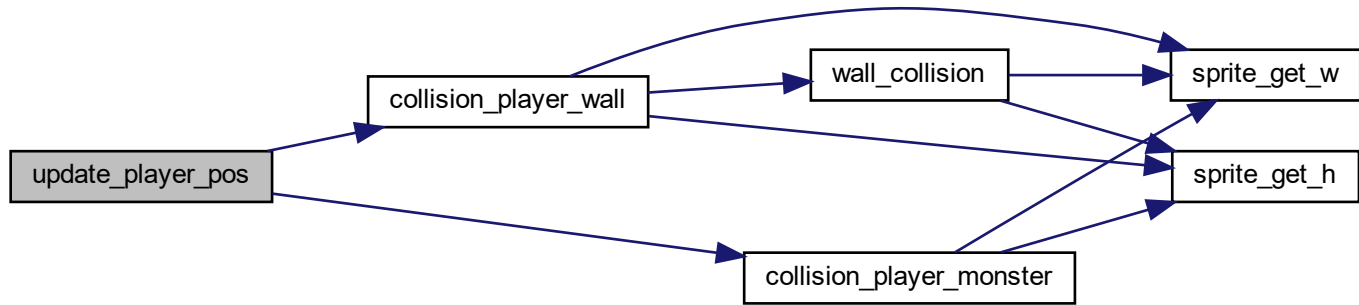 update_player_pos
collision_player_wall
wall_collision
sprite_get_w
sprite_get_h
collision_player_monster